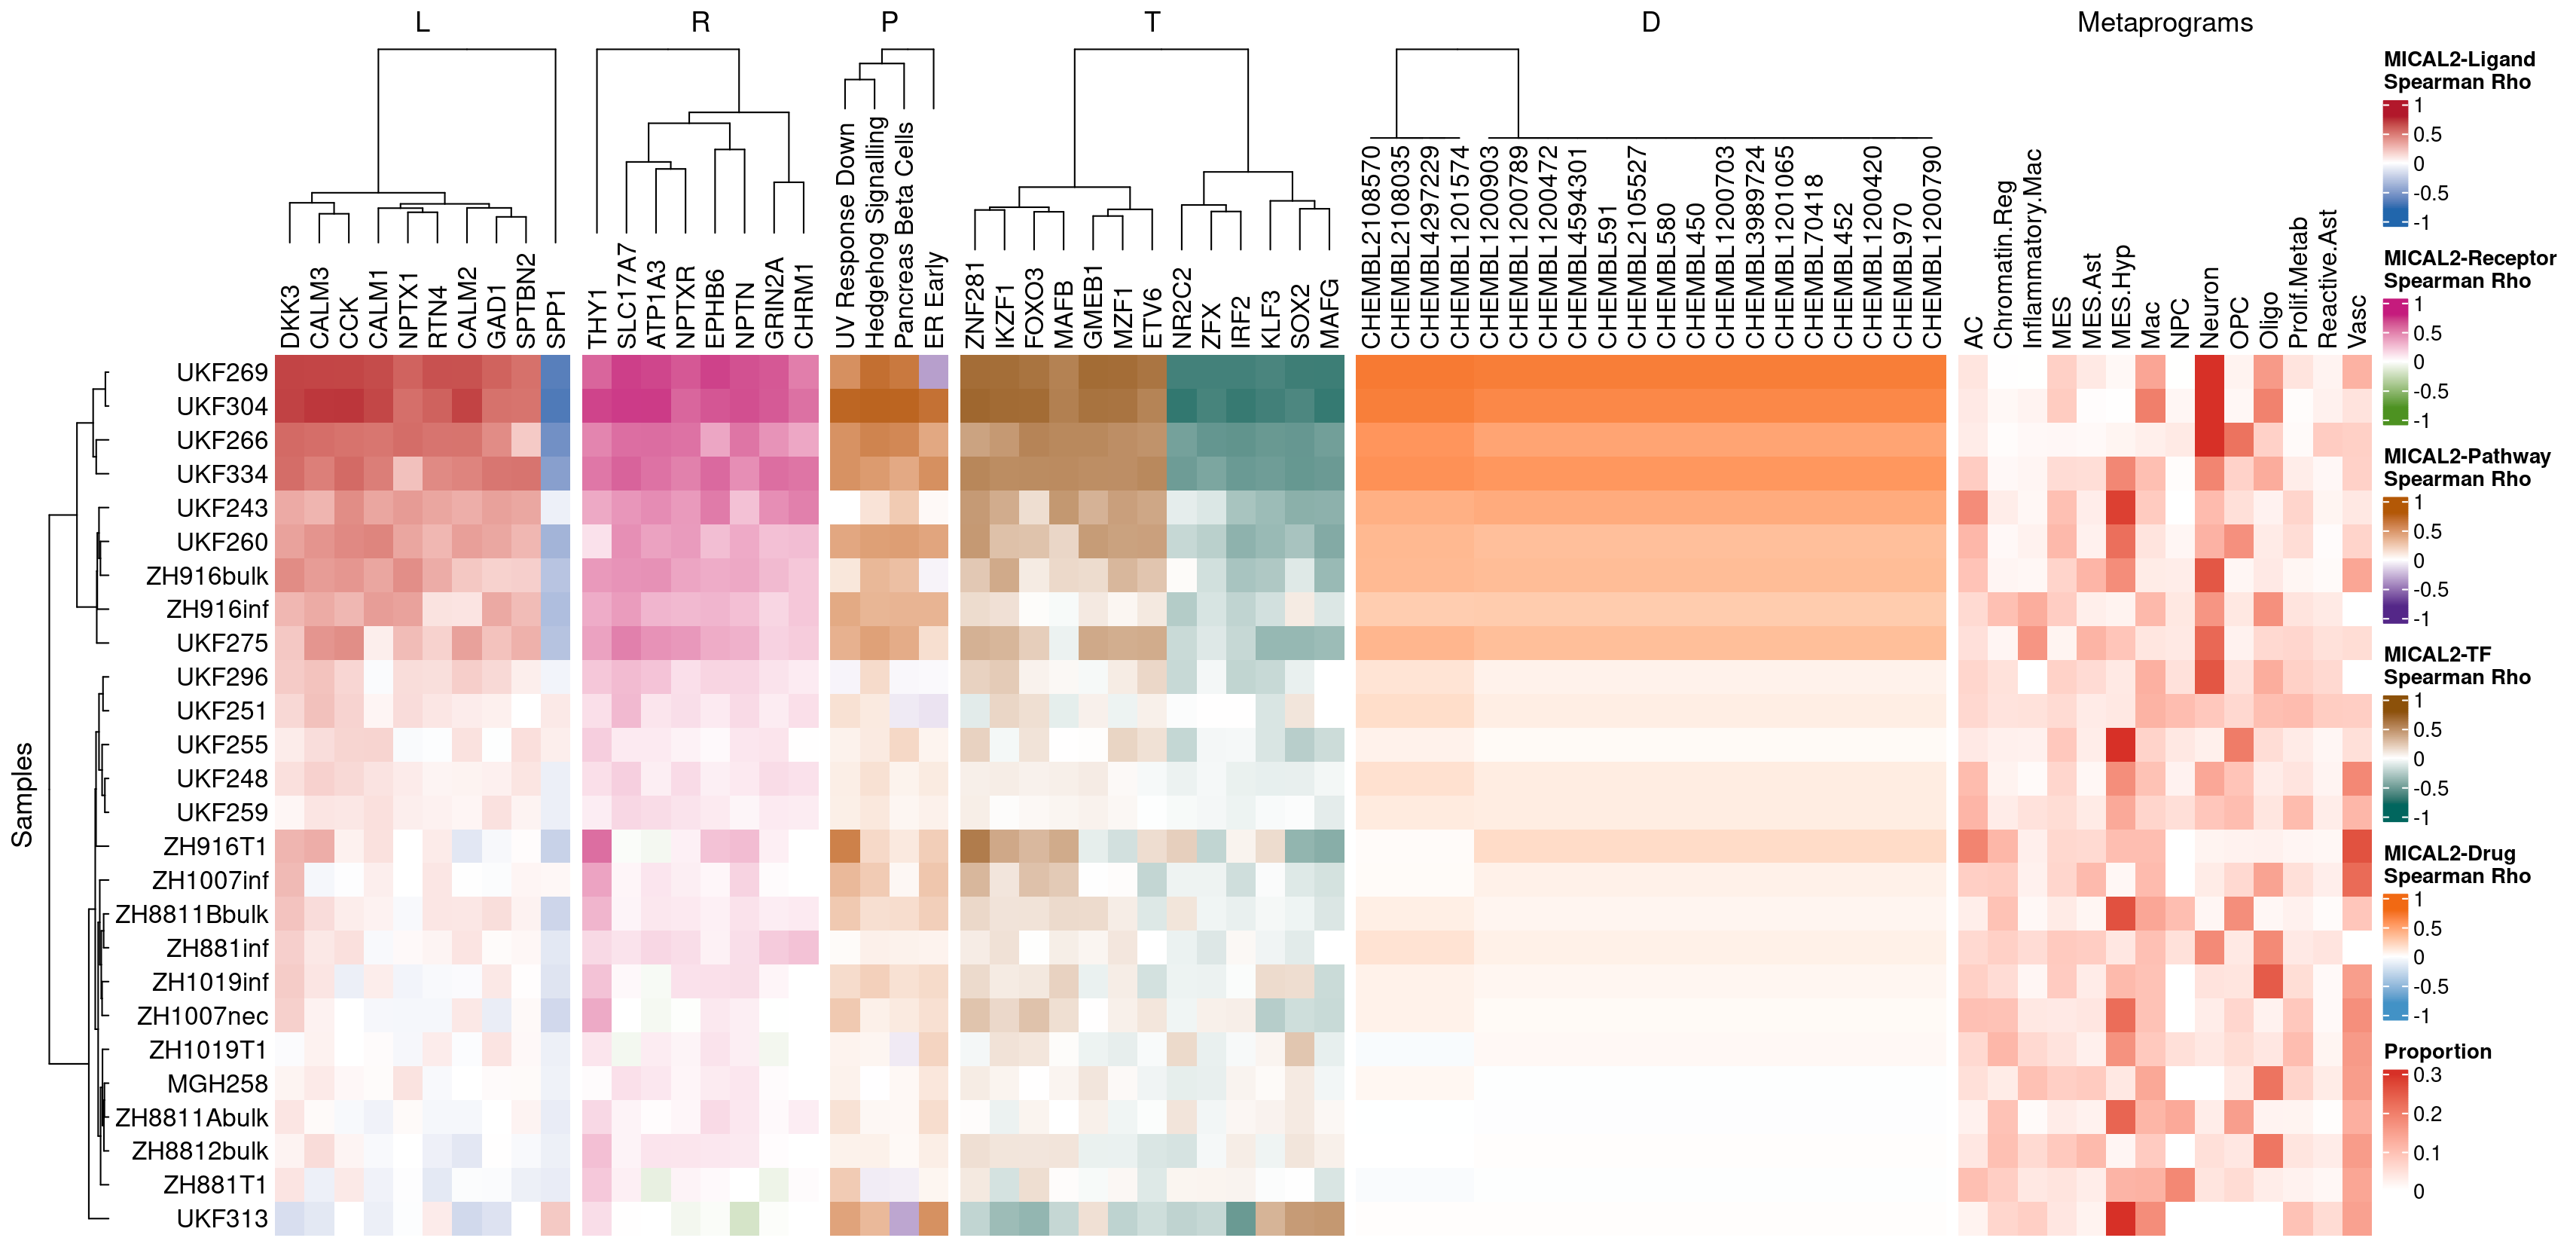 L
R
P
T
D
Metaprograms
DKK3
CALM3
CCK
CALM1
NPTX1
RTN4
CALM2
GAD1
SPTBN2
SPP1
THY1
SLC17A7
ATP1A3
NPTXR
EPHB6
NPTN
GRIN2A
CHRM1
UV Response Down
Hedgehog Signalling
Pancreas Beta Cells
ER Early
ZNF281
IKZF1
FOXO3
MAFB
GMEB1
MZF1
ETV6
NR2C2
ZFX
IRF2
KLF3
SOX2
MAFG
CHEMBL2108570
CHEMBL2108035
CHEMBL4297229
CHEMBL1201574
CHEMBL1200903
CHEMBL1200789
CHEMBL1200472
CHEMBL4594301
CHEMBL591
CHEMBL2105527
CHEMBL580
CHEMBL450
CHEMBL1200703
CHEMBL3989724
CHEMBL1201065
CHEMBL70418
CHEMBL452
CHEMBL1200420
CHEMBL970
CHEMBL1200790
AC
Chromatin.Reg
Inflammatory.Mac
MES
MES.Ast
MES.Hyp
Mac
NPC
Neuron
OPC
Oligo
Prolif.Metab
Reactive.Ast
Vasc
Samples
UKF269
UKF304
UKF266
UKF334
UKF243
UKF260
ZH916bulk
ZH916inf
UKF275
UKF296
UKF251
UKF255
UKF248
UKF259
ZH916T1
ZH1007inf
ZH8811Bbulk
ZH881inf
ZH1019inf
ZH1007nec
ZH1019T1
MGH258
ZH8811Abulk
ZH8812bulk
ZH881T1
UKF313
MICAL2-Ligand
Spearman Rho
1
0.5
0
-0.5
-1
MICAL2-Receptor
Spearman Rho
1
0.5
0
-0.5
-1
MICAL2-Pathway
Spearman Rho
1
0.5
0
-0.5
-1
MICAL2-TF
Spearman Rho
1
0.5
0
-0.5
-1
MICAL2-Drug
Spearman Rho
1
0.5
0
-0.5
-1
Proportion
0.3
0.2
0.1
0